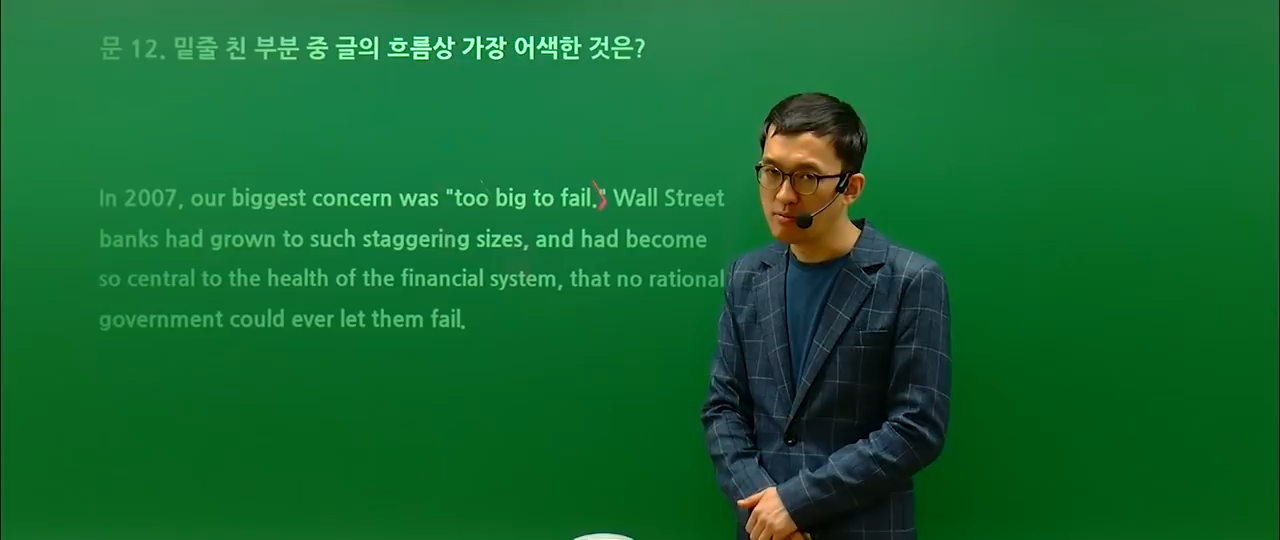 문 12. 밑줄 친 부분 중 글의 흐름상 가장 어색한 것은?
In 2007, our biggest concern was "too big to fail." Wall Street
banks had grown to such staggering sizes, and had become
so central to the health of the financial system, that no rational
government could ever let them fail.